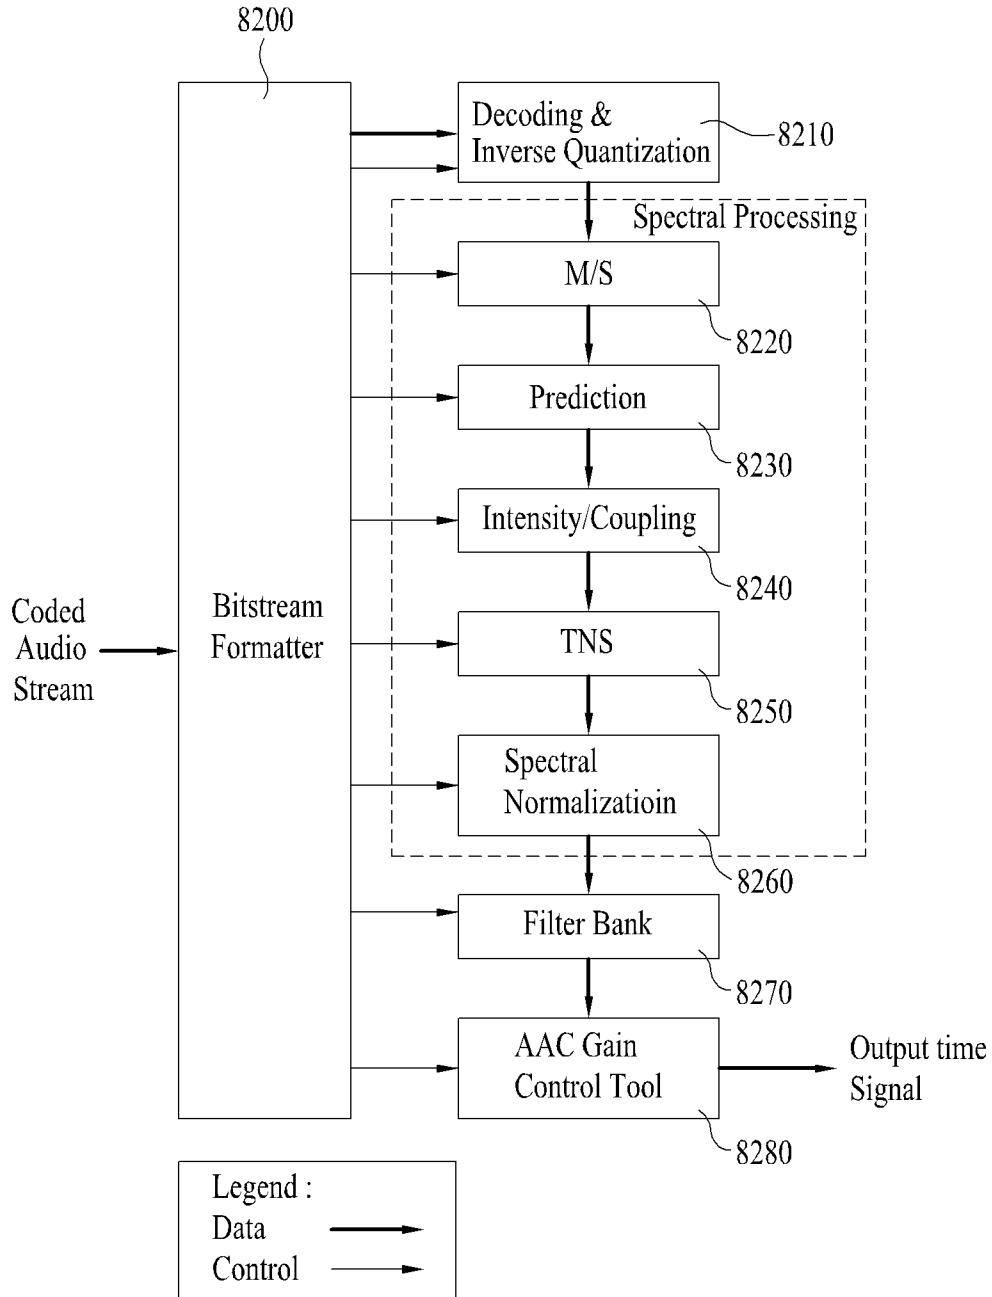 8200
Decoding &
Inverse Quantization
8210
Spectral Processing
M/S
8220
Prediction
8230
Intensity/Coupling
8240
Coded
Audio
Stream
Bitstream
Formatter
TNS
8250
Spectral
Normalizatioin
8260
Filter Bank
8270
AAC Gain
Control Tool
8280
Output time
Signal
Legend :
Data
Control